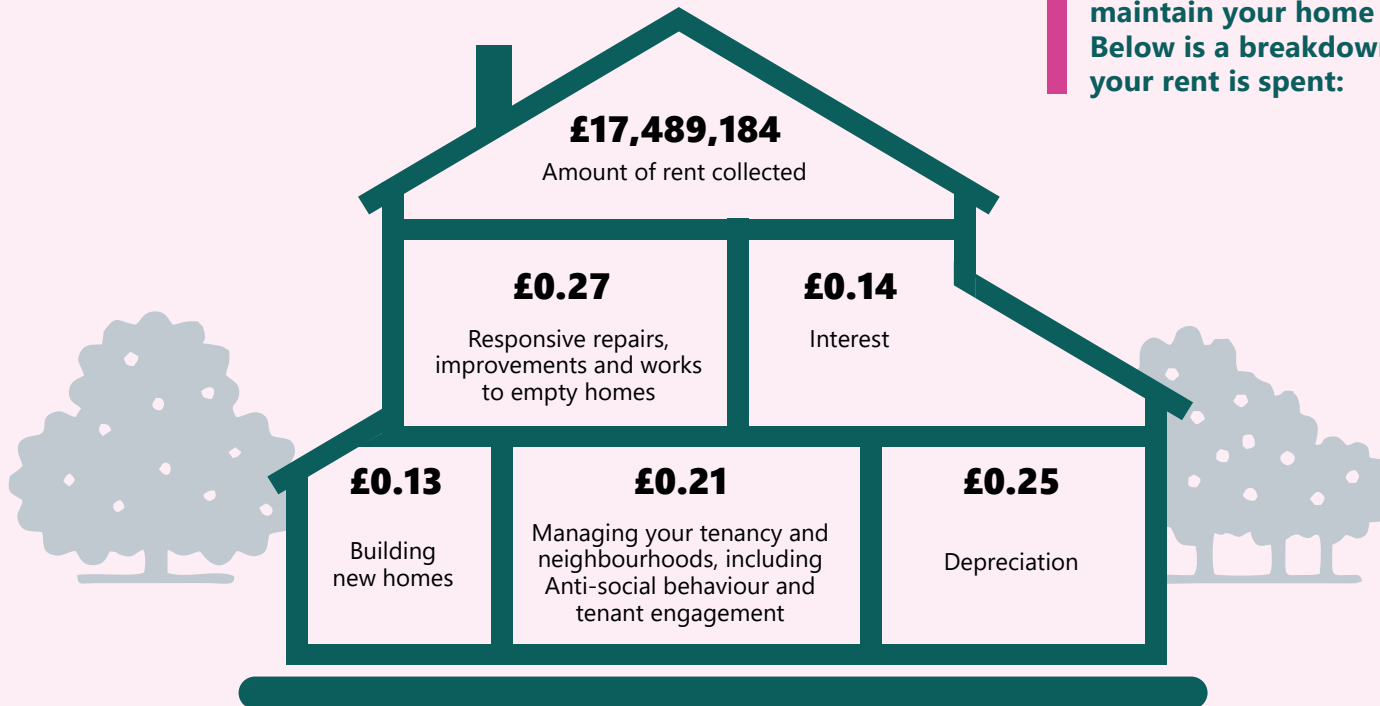 maintain your home
Below is a breakdown
your rent is spent:
£17,489,184
Amount of rent collected
£0.27
Responsive repairs,
improvements and works
to empty homes
£0.14
Interest
£0.13
Building
new homes
£0.21
Managing your tenancy and
neighbourhoods, including
Anti-social behaviour and
tenant engagement
£0.25
Depreciation